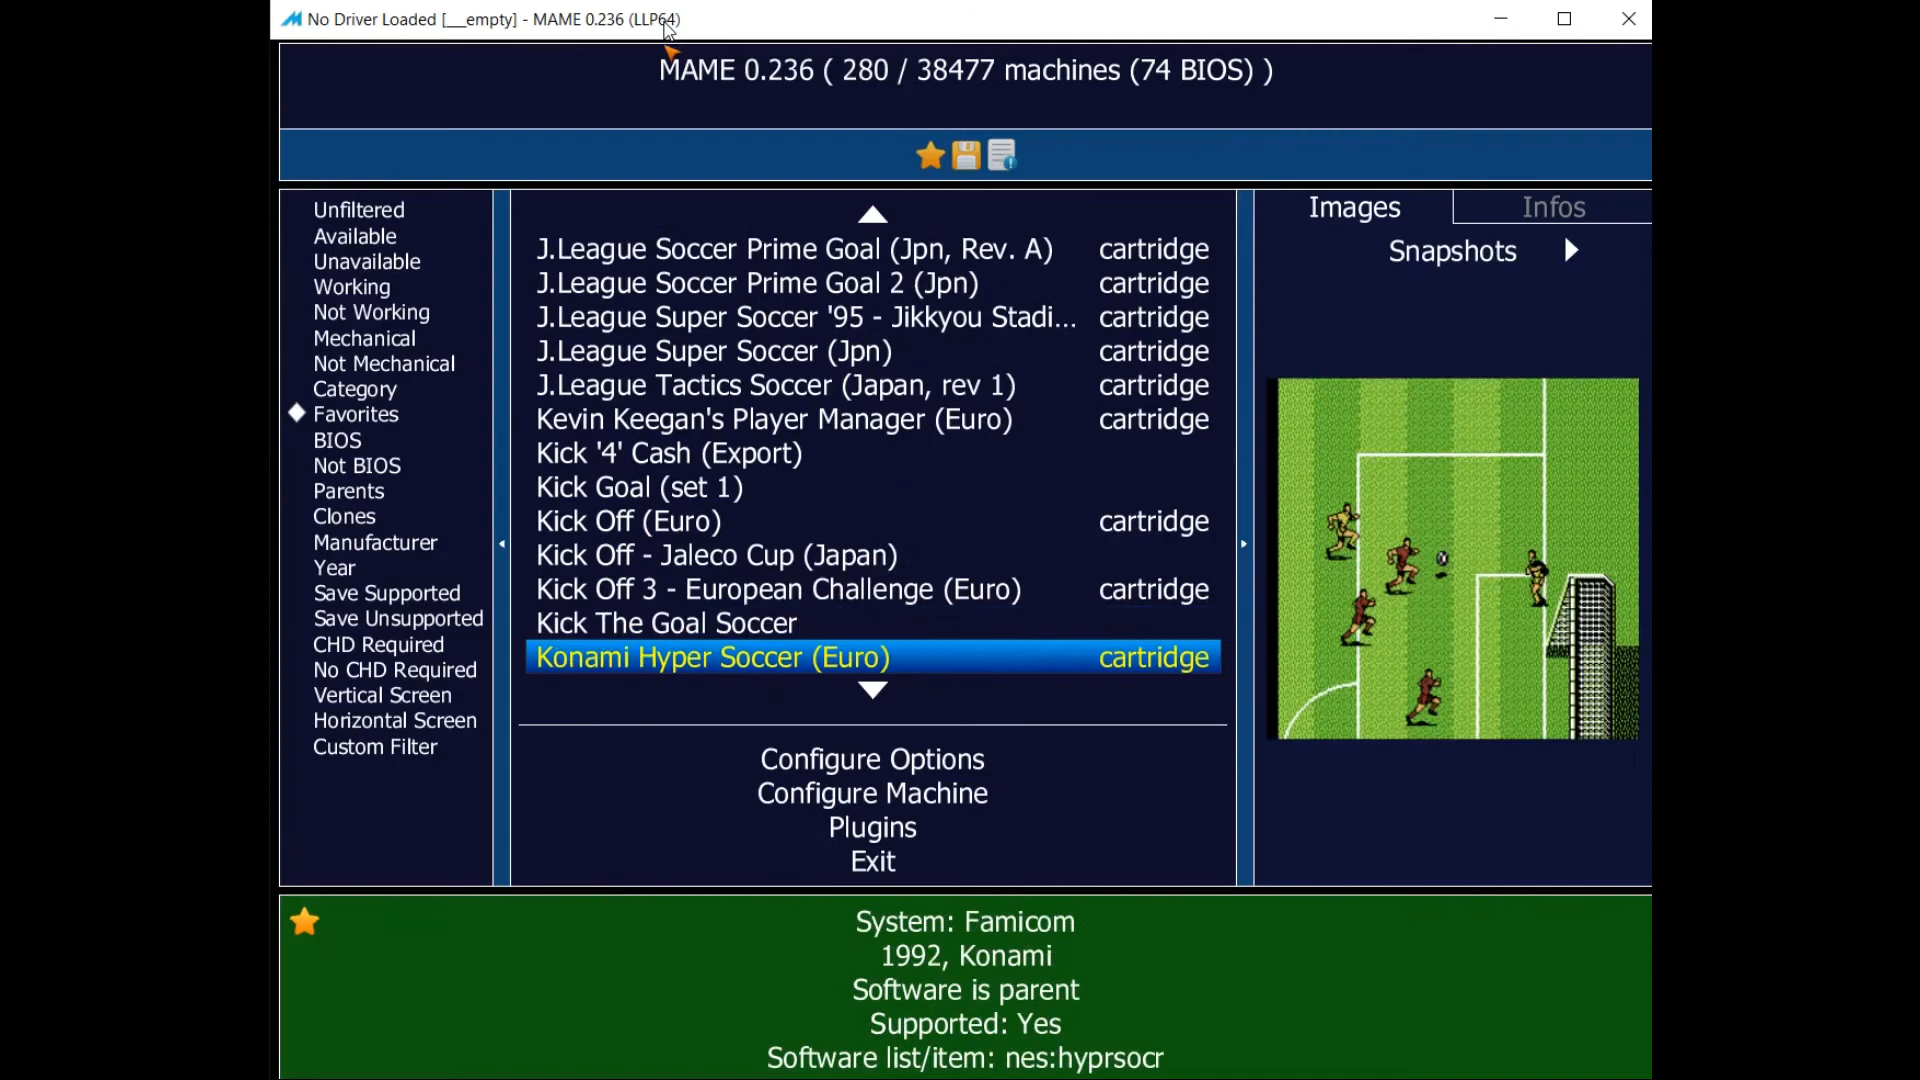 No Driver Loaded [__empty] - MAME 0.236 (LLP64)
MAME 0.236 ( 280 / 38477 machines (74 BIOS) )
Unfiltered
Available
Unavailable
Working
Not Working
Mechanical
Not Mechanical
Category
Favorites
BIOS
Not BIOS
Parents
Clones
Manufacturer
Year
Save Supported
Save Unsupported
CHD Required
No CHD Required
Vertical Screen
Horizontal Screen
Custom Filter
J.League Soccer Prime Goal (Jpn, Rev. A) cartridge
J.League Soccer Prime Goal 2 (Jpn) cartridge
J.League Super Soccer '95 - Jikkyou Stadi... cartridge
J.League Super Soccer (Jpn) cartridge
J.League Tactics Soccer (Japan, rev 1) cartridge
Kevin Keegan's Player Manager (Euro) cartridge
Kick '4' Cash (Export)
Kick Goal (set 1)
Kick Off (Euro) cartridge
Kick Off - Jaleco Cup (Japan)
Kick Off 3 - European Challenge (Euro) cartridge
Kick The Goal Soccer
Konami Hyper Soccer (Euro) cartridge
Configure Options
Configure Machine
Plugins
Exit
Images Infos
Snapshots
System: Famicom
1992, Konami
Software is parent
Supported: Yes
Software list/item: nes:hyprsocr